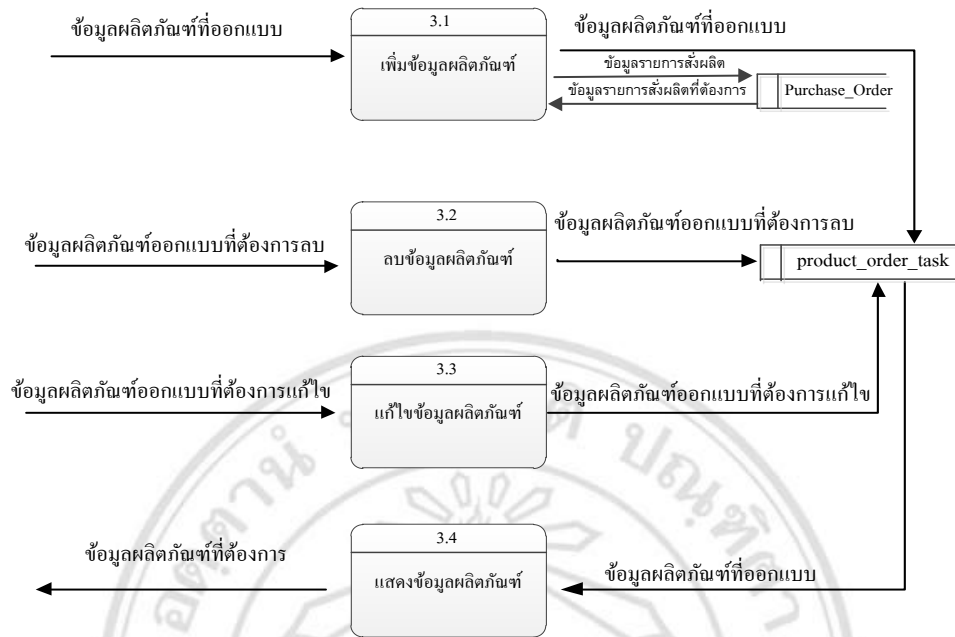 3.1
ข้อมูลผลิตภัณฑ์ที่ออกแบบ
ข้อมูลผลิตภัณฑ์ที่ออกแบบ
เพิ่มข้อมูลผลิตภัณฑ์
ข้อมูลรายการสั่งผลิต
ข้อมูลรายการสั่งผลิตที่ต้องการ
Purchase_Order
3.2
ข้อมูลผลิตภัณฑ์ออกแบบที่ต้องการลบ
ข้อมูลผลิตภัณฑ์ออกแบบที่ต้องการลบ
ลบข้อมูลผลิตภัณฑ์
product_order_task
3.3
ข้อมูลผลิตภัณฑ์ออกแบบที่ต้องการแก้ไข
ข้อมูลผลิตภัณฑ์ออกแบบที่ต้องการแก้ไข
แก้ไขข้อมูลผลิตภัณฑ์
3.4
ข้อมูลผลิตภัณฑ์ที่ต้องการ
แสดงข้อมูลผลิตภัณฑ์
ข้อมูลผลิตภัณฑ์ที่ออกแบบ